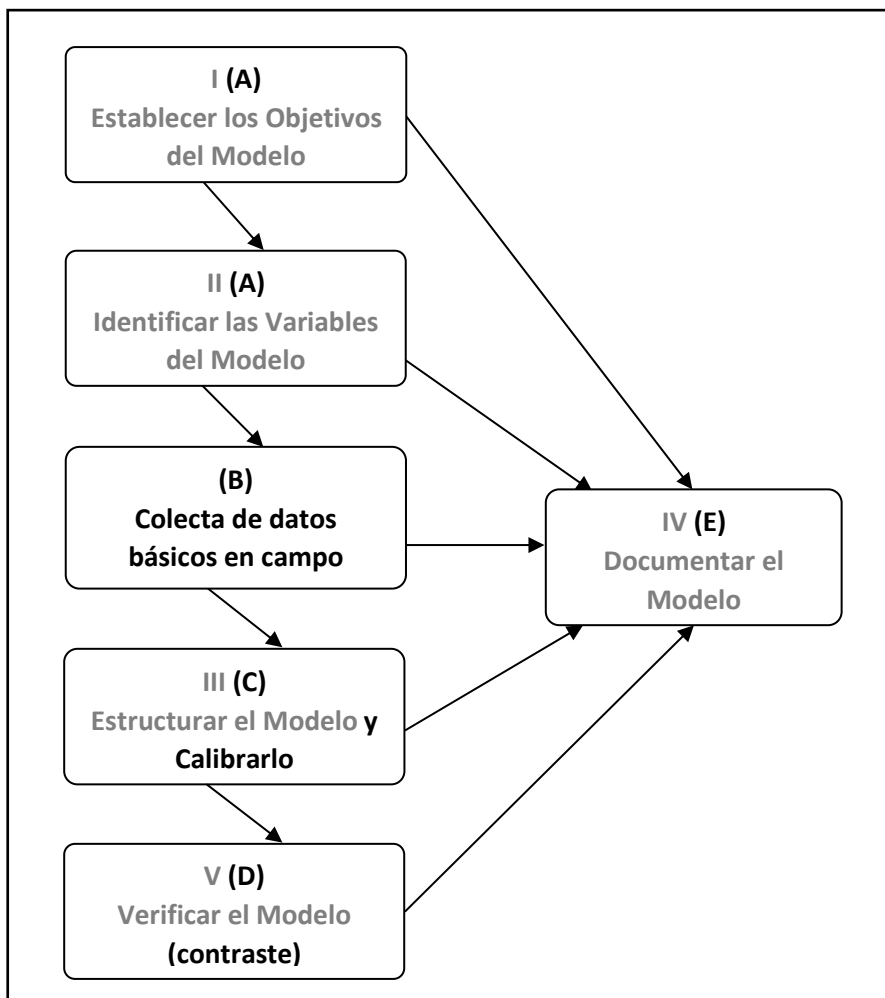 I (A)
Establecer los Objetivos
del Modelo
II (A)
Identificar las Variables
del Modelo
(B)
Colecta de datos
básicos en campo
IV (E)
Documentar el
Modelo
III (C)
Estructurar el Modelo y
Calibrarlo
V (D)
Verificar el Modelo
(contraste)